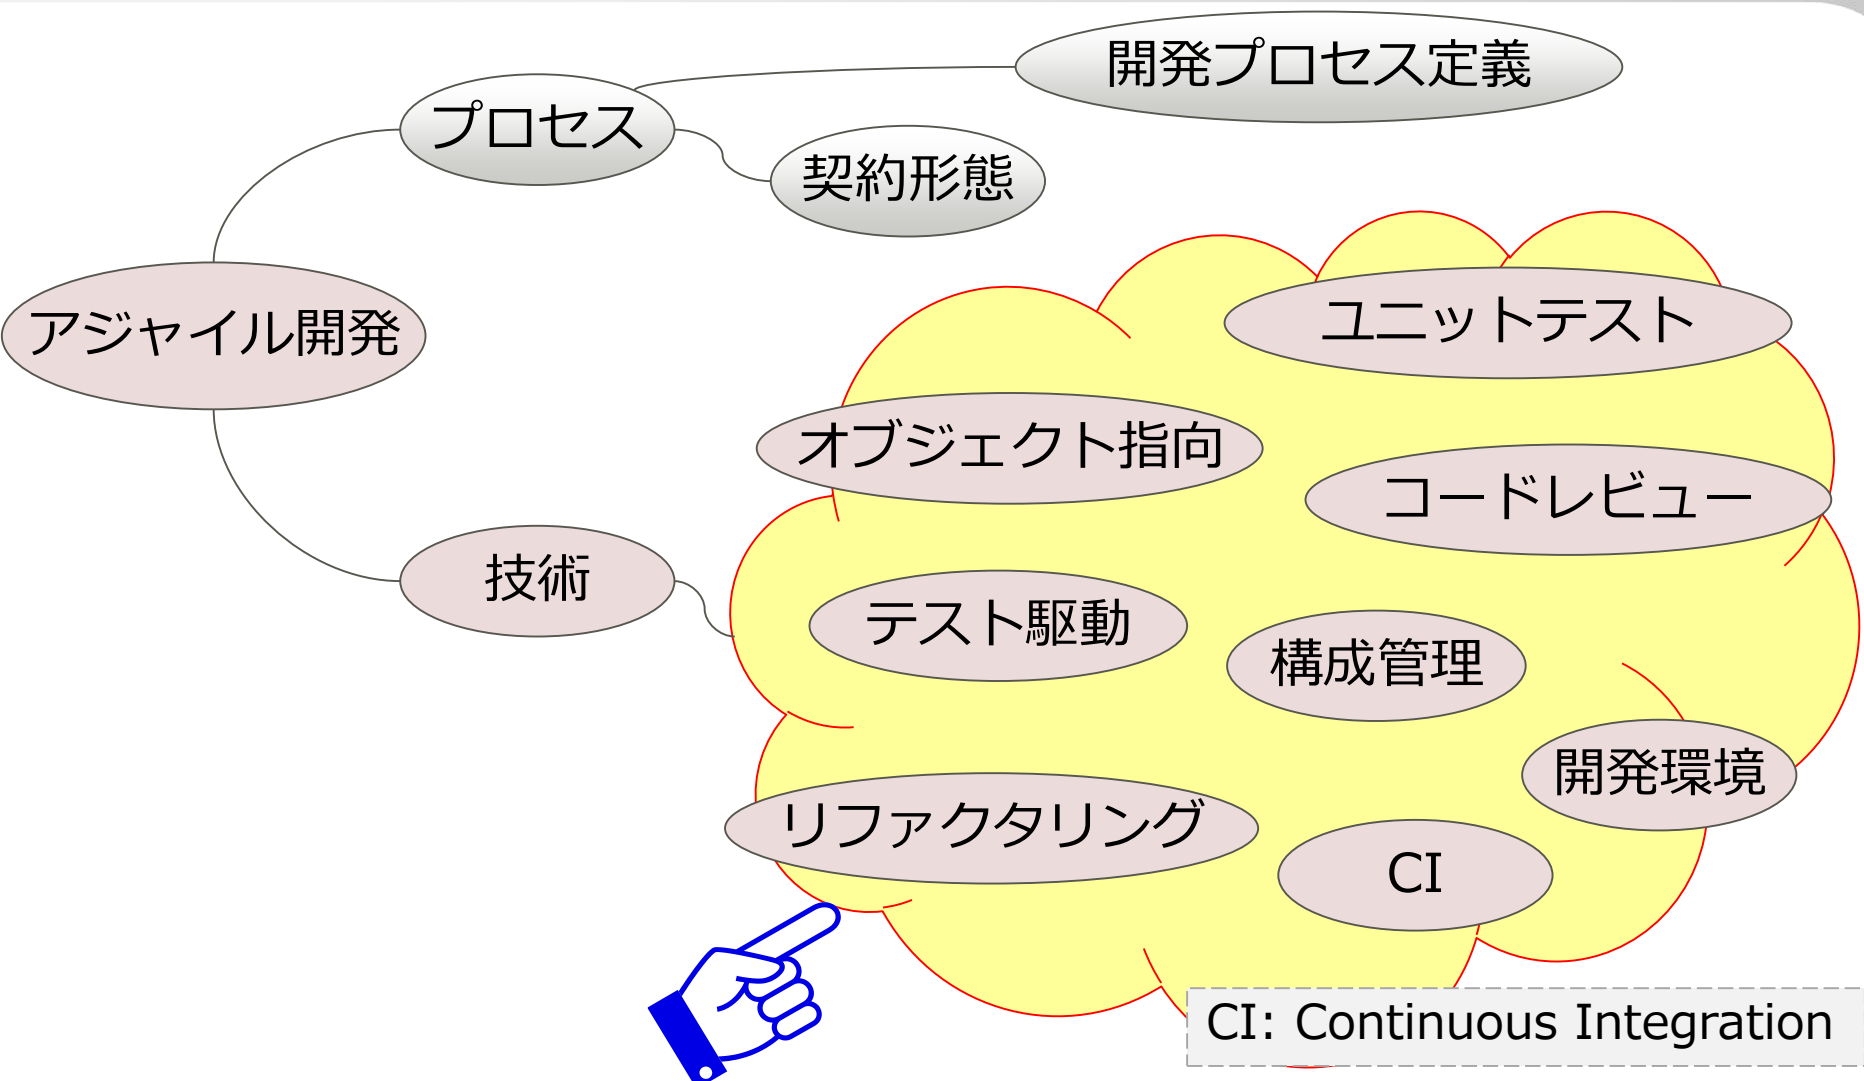 開発プロセス定義
プロセス
契約形態
アジャイル開発
ユニットテスト
オブジェクト指向
コードレビュー
技術
テスト駆動
構成管理
開発環境
リファクタリング
CI
CI: Continuous Integration